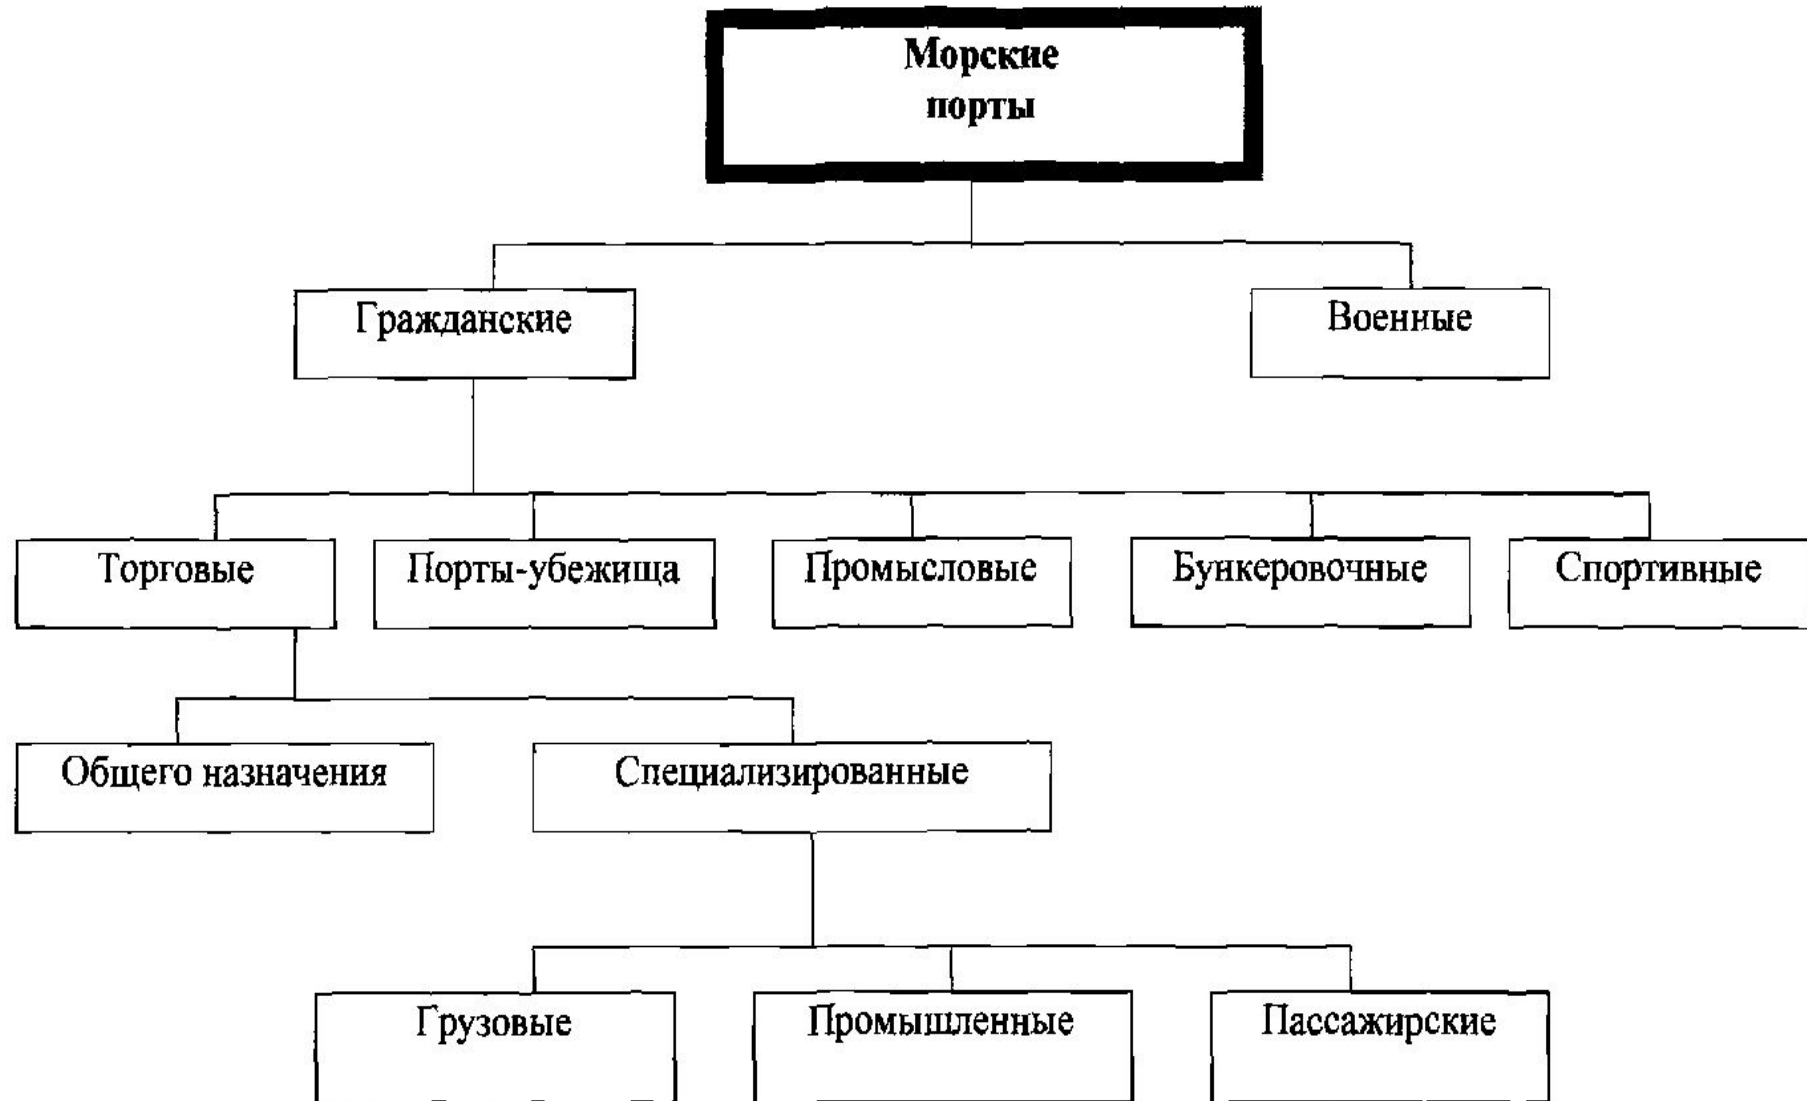 Морские
порты
Гражданские
Военные
Торговые
Порты-убежища
Промысловые
Бункеровочные
Спортивные
Общего назначения
Специализированные
Грузовые
Промышленные
Пассажирские